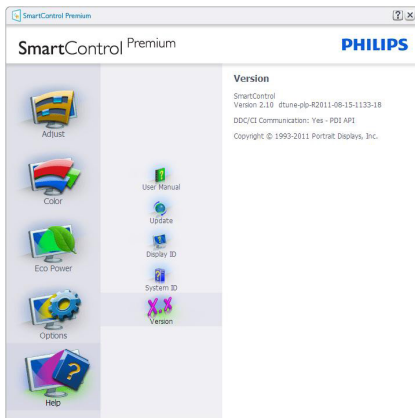 SmartControl Premium
SmartControl Premium
PHILIPS
Adjust
Color
Eco Power
Options
Help
User Manual
Update
Display ID
System ID
X.X
Version
Version
SmartControl
Version 2.10 dtune-plp-R2011-08-15-1133-18
DDC/CI Communication: Yes - PDI API
Copyright © 1993-2011 Portrait Displays, Inc.